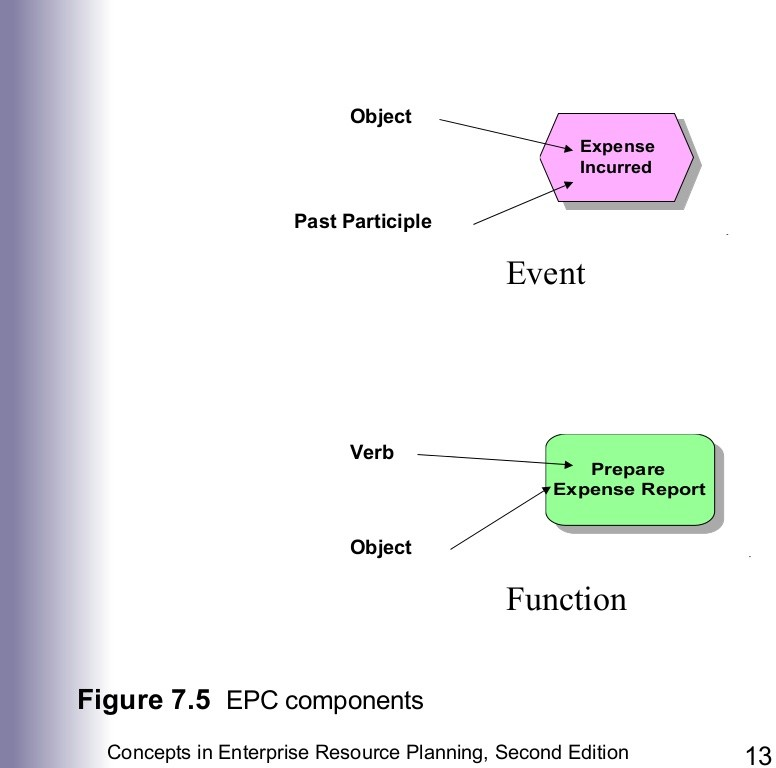 Object
Expense
Incurred
Past Participle
Event
Verb
Prepare
Expense Report
Object
Function
Figure 7.5 EPC components
Concepts in Enterprise Resource Planning, Second Edition
13